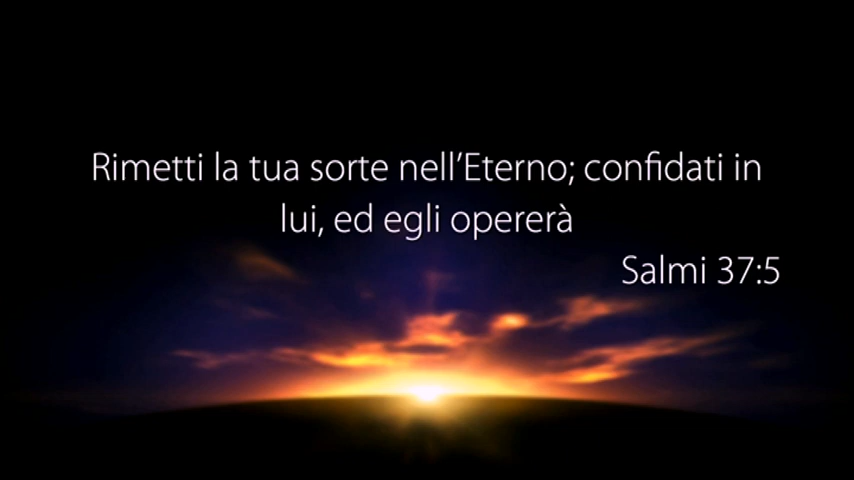 Rimetti la tua sorte nell’Eterno; confidati in
lui, ed egli opererà
Salmi 37:5